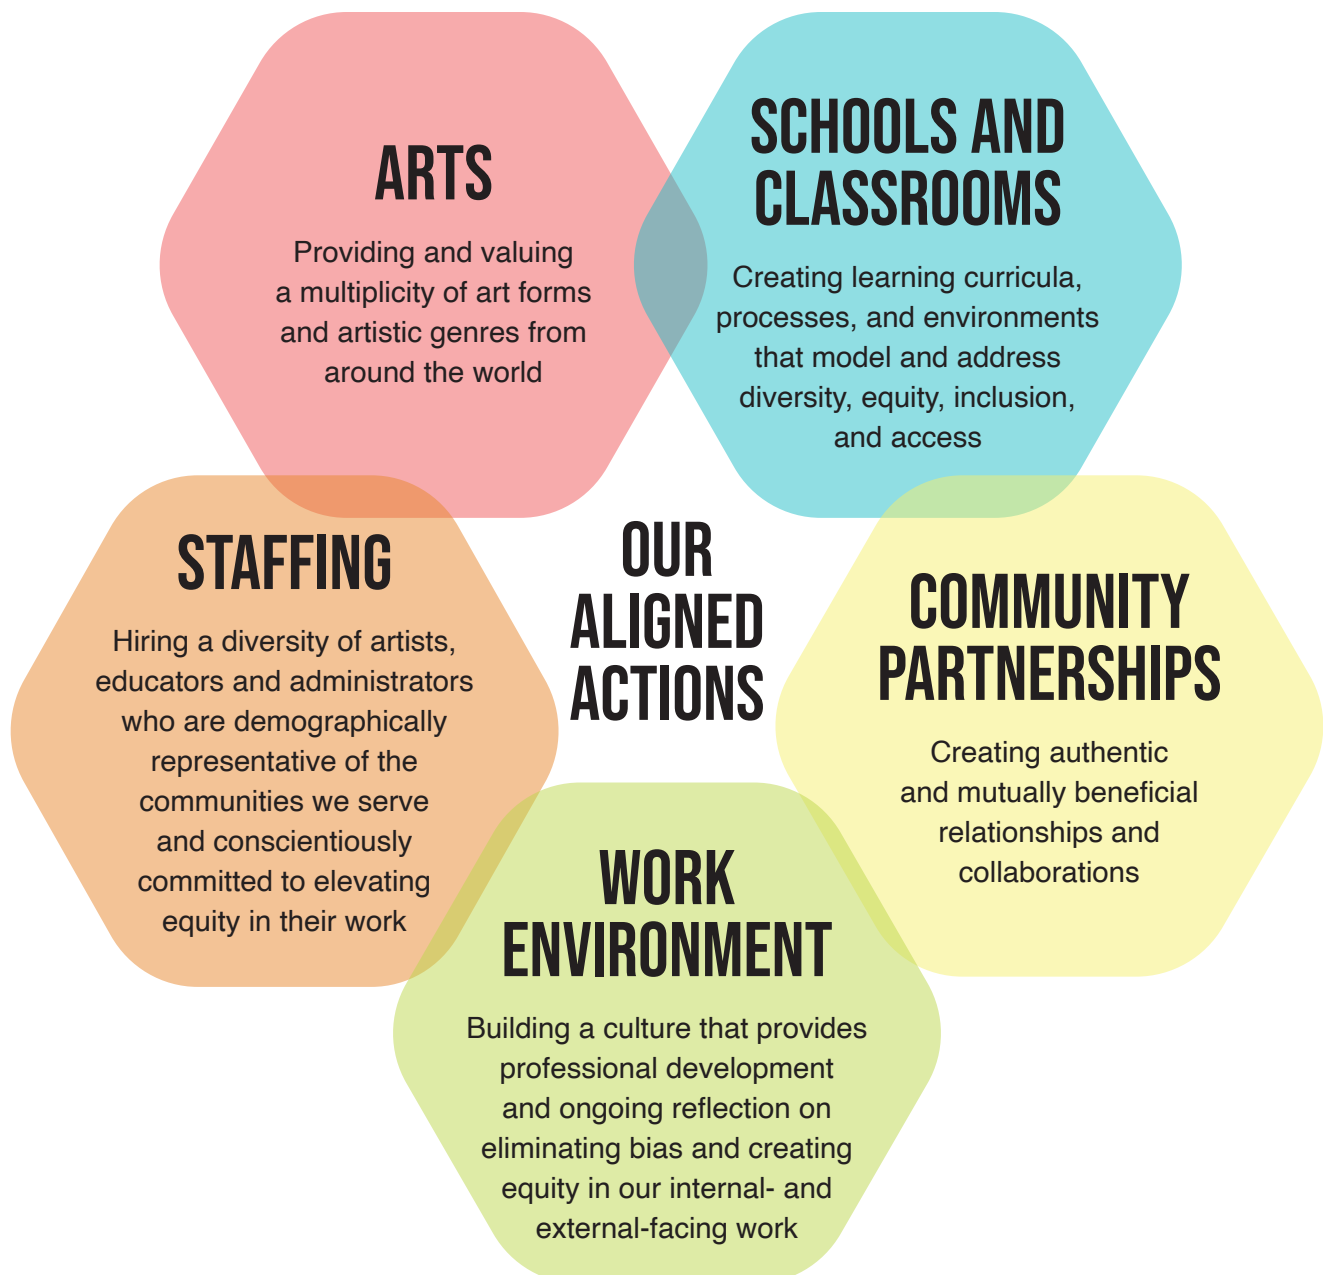 ARTS
Providing and valuing
a multiplicity of art forms
and artistic genres from
around the world
SCHOOLS AND
CLASSROOMS
Creating learning curricula,
processes, and environments
that model and address
diversity, equity, inclusion,
and access
STAFFING
Hiring a diversity of artists,
educators and administrators
who are demographically
representative of the
communities we serve
and conscientiously
committed to elevating
equity in their work
OUR
ALIGNED
ACTIONS
COMMUNITY
PARTNERSHIPS
Creating authentic
and mutually beneficial
relationships and
collaborations
WORK
ENVIRONMENT
Building a culture that provides
professional development
and ongoing reflection on
eliminating bias and creating
equity in our internal- and
external-facing work